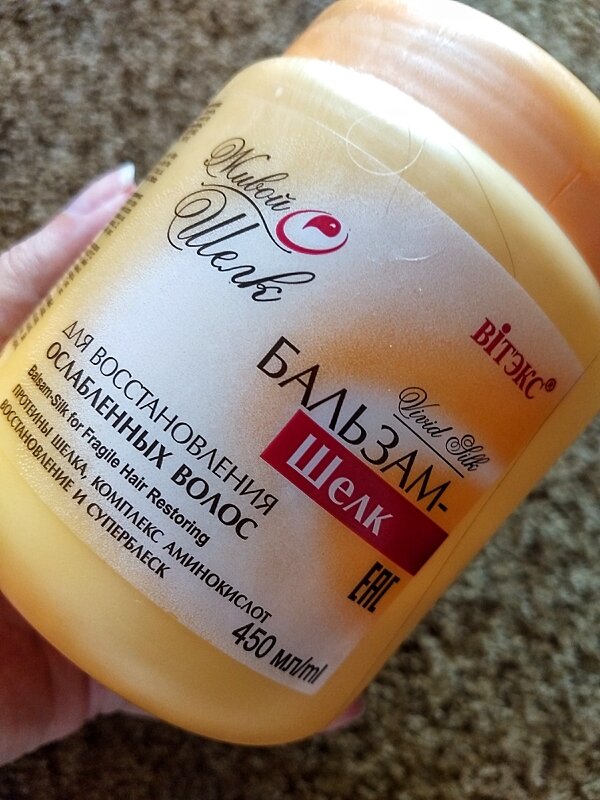 Живой
Шелк
ВІТЭКС®
Vivid Silk
БАЛЬЗАМ-
Шелк
ДЛЯ ВОССТАНОВЛЕНИЯ
ОСЛАБЛЕННЫХ ВОЛОС
Balsam-Silk for Fragile Hair Restoring
ПРОТЕИНЫ ШЕЛКА, КОМПЛЕКС АМИНОКИСЛОТ
ВОССТАНОВЛЕНИЕ И СУПЕРБЛЕСК
EAC
450 мл/ml